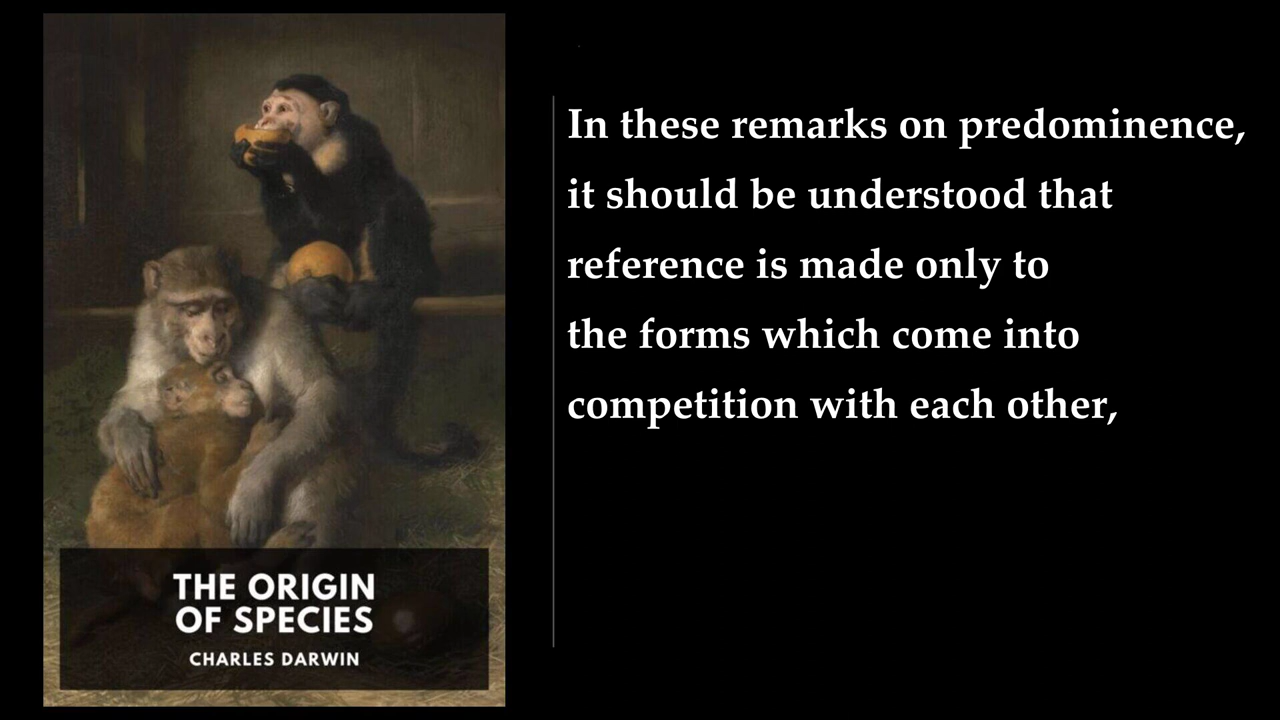 In these remarks on predominence,
it should be understood that
reference is made only to
the forms which come into
competition with each other,
THE ORIGIN
OF SPECIES
CHARLES DARWIN